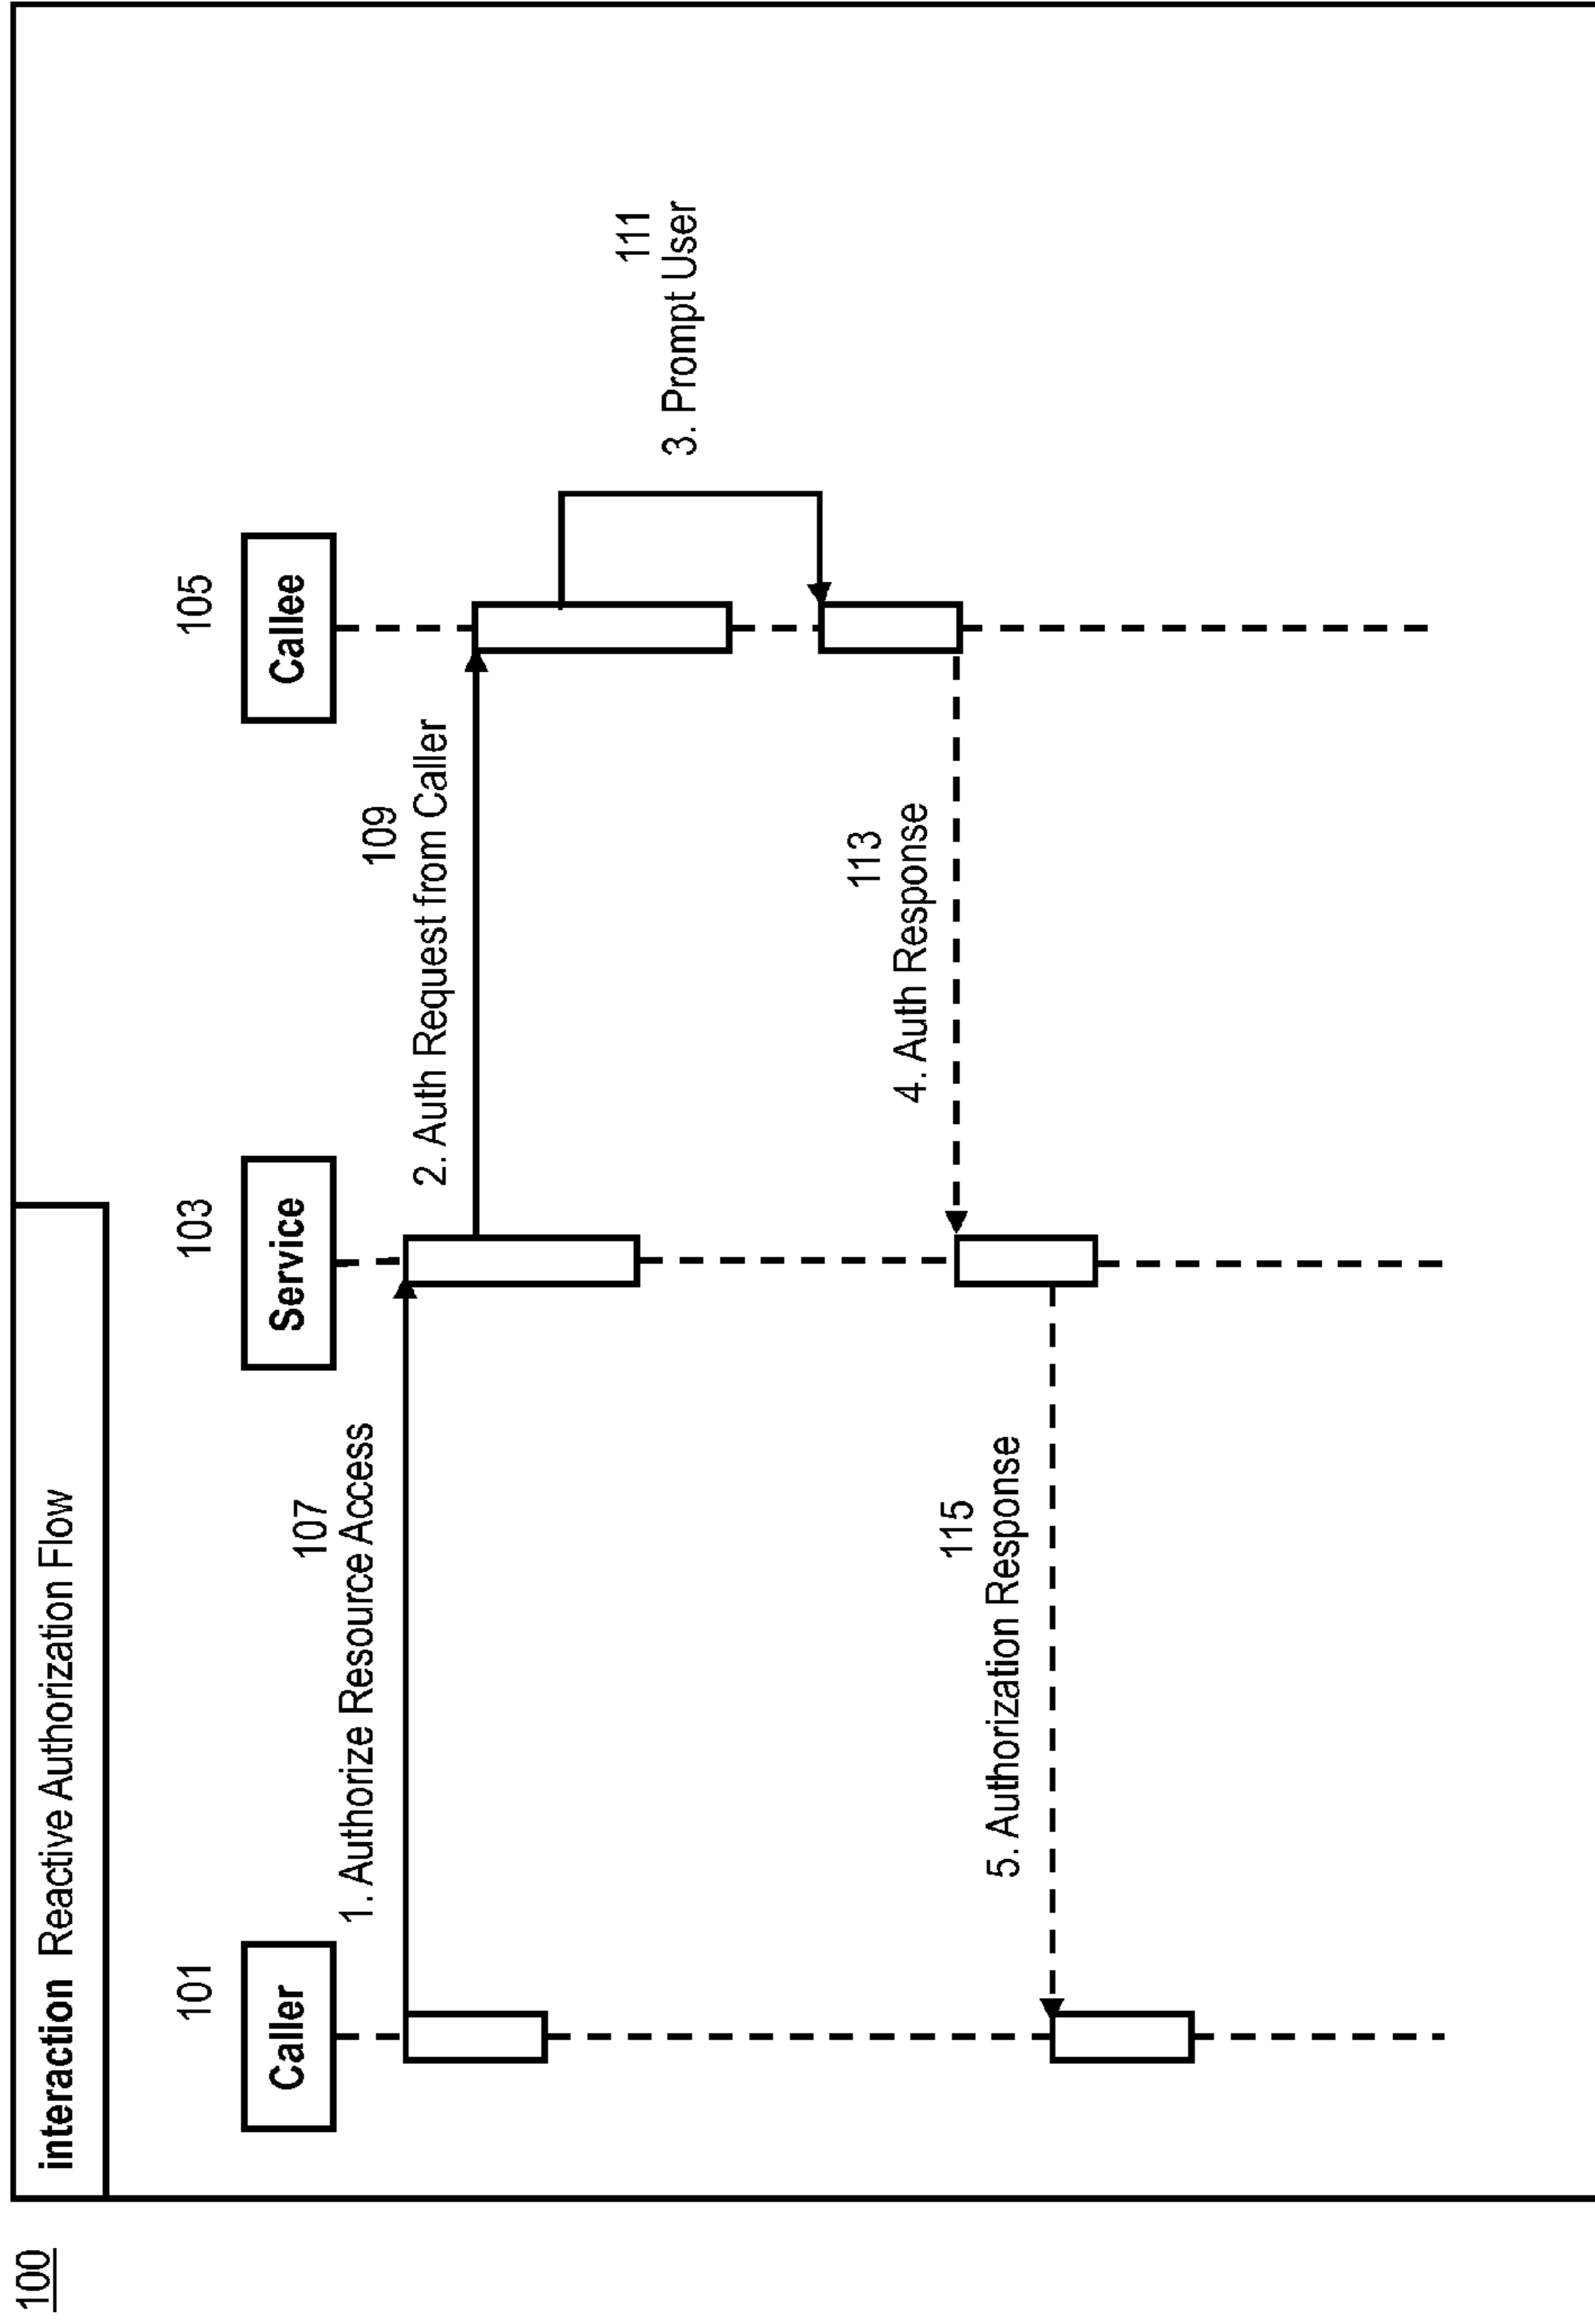 100
interaction Reactive Authorization Flow
101
103
105
Caller
Service
Callee
107
1. Authorize Resource Access
109
2. Auth Request from Caller
111
3. Prompt User
113
4. Auth Response
115
5. Authorization Response